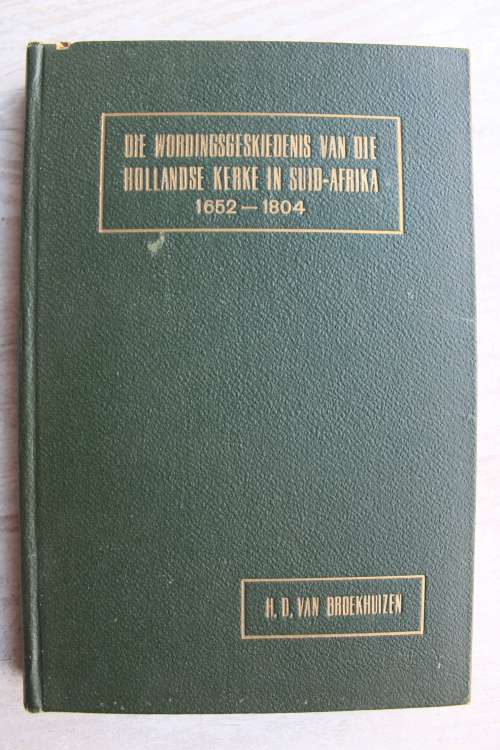 DIE WORDINGSGESKIEDENIS VAN DIE
HOLLANDSE KERKE IN SUID-AFRIKA
1652 — 1804
H. D. VAN BROEKHUIZEN